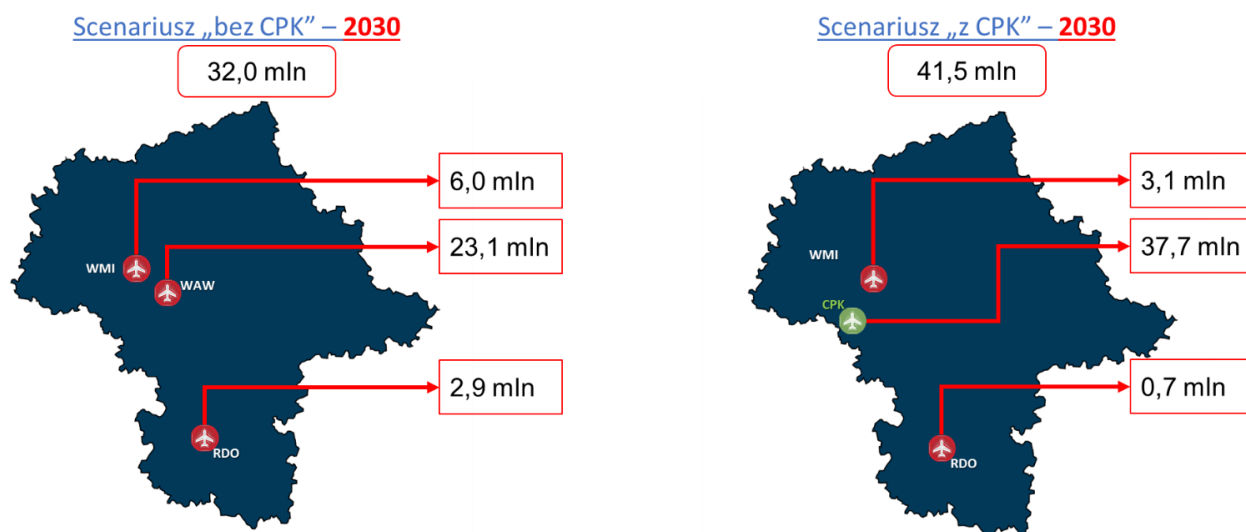 Scenariusz „bez CPK” – 2030
32,0 mln
6,0 mln
23,1 mln
WMI
WAW
2,9 mln
RDO
Scenariusz „z CPK” – 2030
41,5 mln
3,1 mln
37,7 mln
WMI
CPK
0,7 mln
RDO